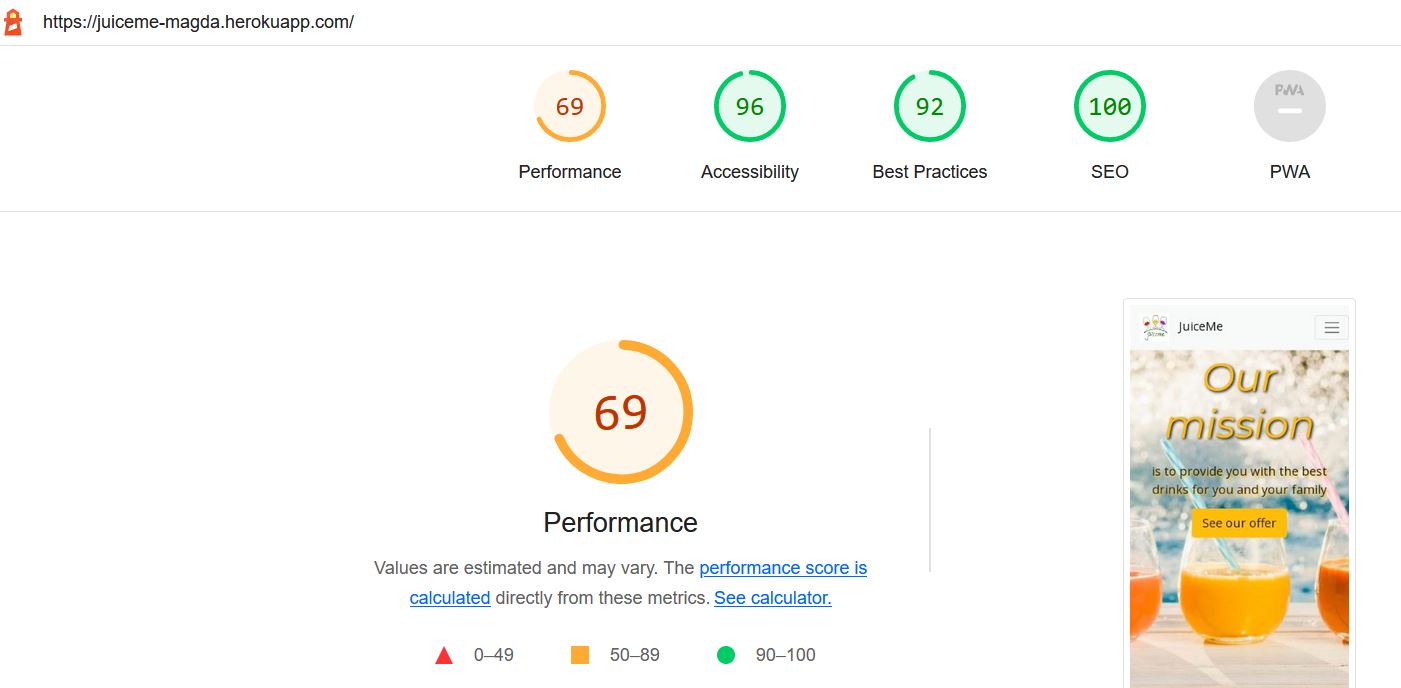 https://juiceme-magda.herokuapp.com/
69
96
92
100
PWA
Performance
Accessibility
Best Practices
SEO
PWA
69
Performance
Values are estimated and may vary. The performance score is
calculated directly from these metrics. See calculator.
0–49
50–89
90–100
JuiceMe
Our
mission
is to provide you with the best
drinks for you and your family
See our offer